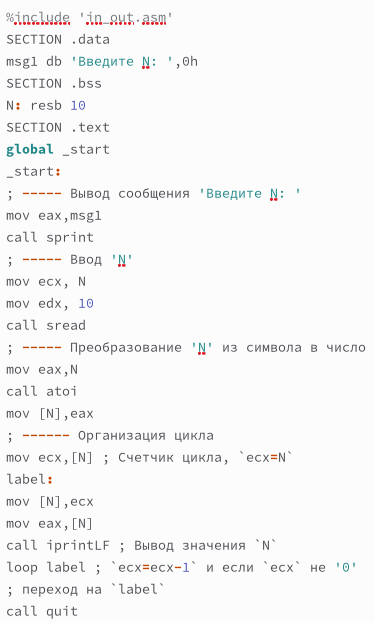 %include 'in_out.asm'
SECTION .data
msg1 db 'Введите N: ',0h
SECTION .bss
N: resb 10
SECTION .text
global _start
_start:
; ----- Вывод сообщения 'Введите N: '
mov eax,msg1
call sprint
; ----- Ввод 'N'
mov ecx, N
mov edx, 10
call sread
; ----- Преобразование 'N' из символа в число
mov eax,N
call atoi
mov [N],eax
; ------ Организация цикла
mov ecx,[N] ; Счетчик цикла, `ecx=N`
label:
mov [N],ecx
mov eax,[N]
call iprintLF ; Вывод значения `N`
loop label ; `ecx=ecx-1` и если `ecx` не '0'
; переход на `label`
call quit